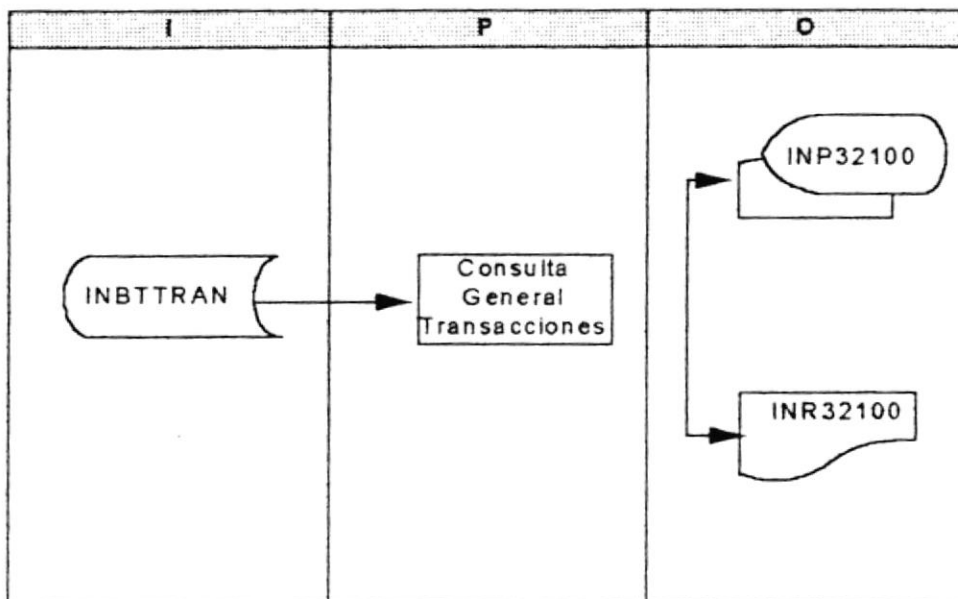 I
P
O
INBTTRAN
Consulta
General
Transacciones
INP32100
INR32100